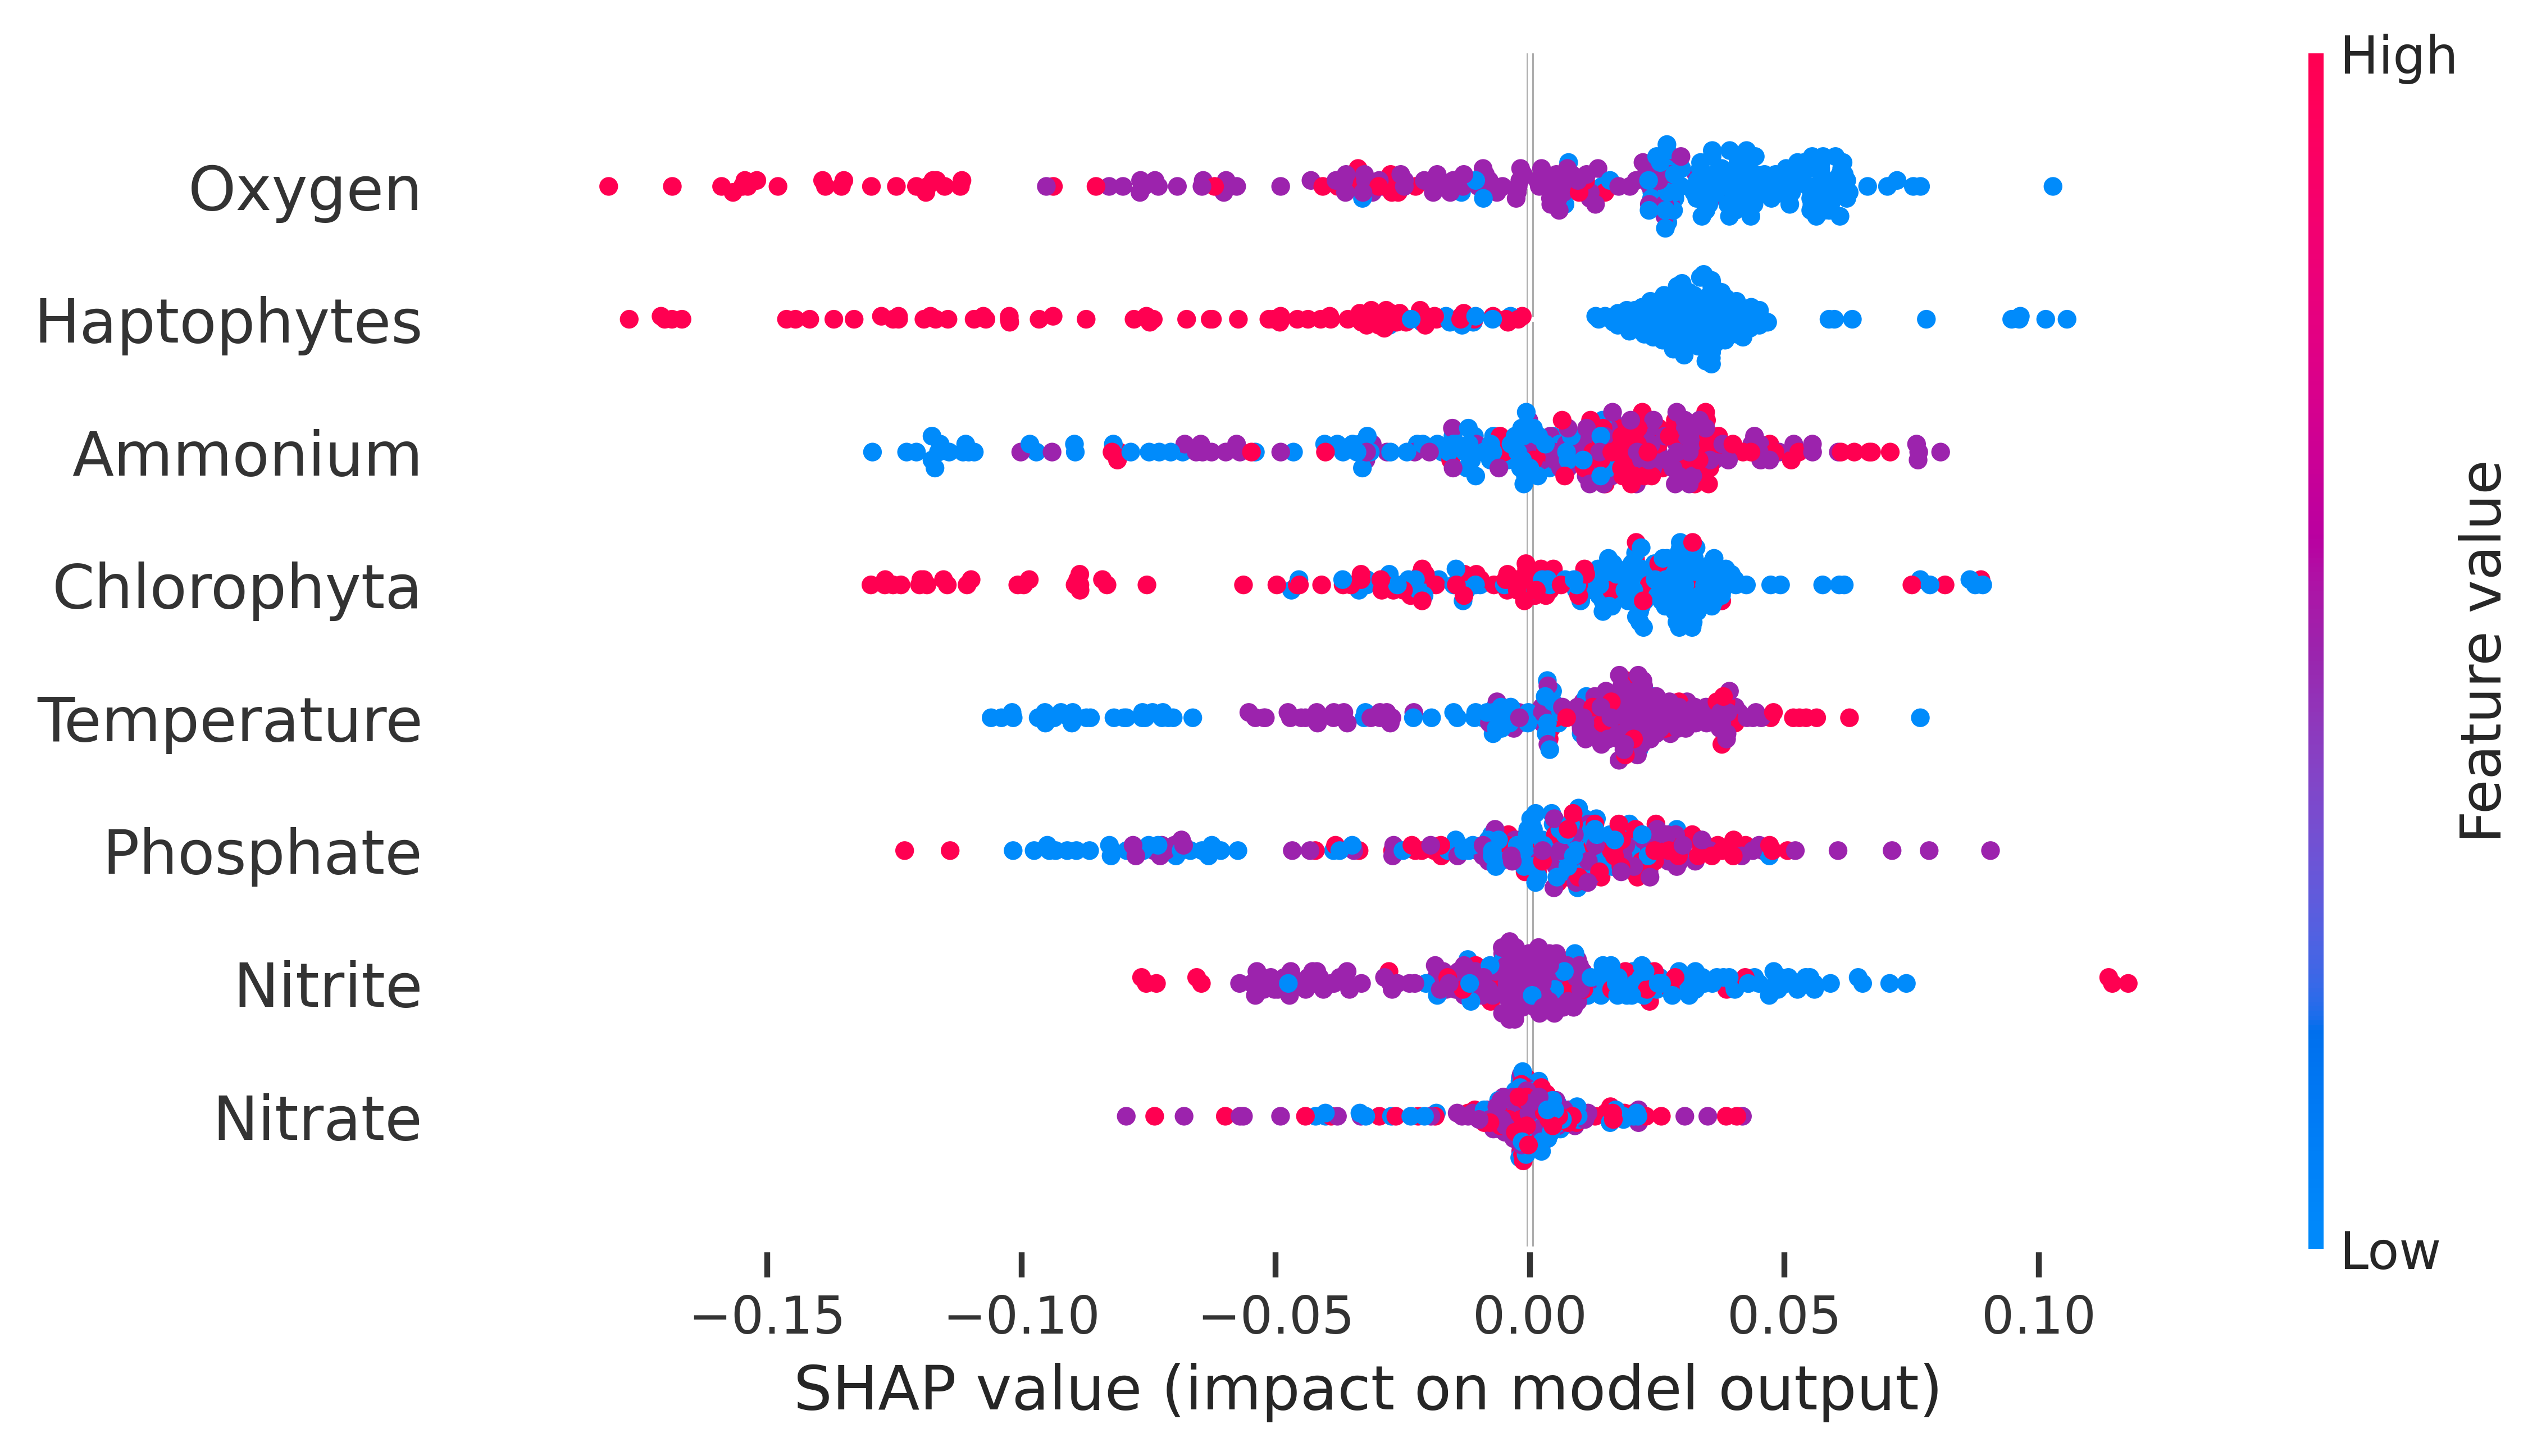 High
Oxygen
Haptophytes
Ammonium
Chlorophyta
Temperature
Phosphate
Nitrite
Nitrate
Feature value
Low
−0.15 −0.10 −0.05 0.00 0.05 0.10
SHAP value (impact on model output)